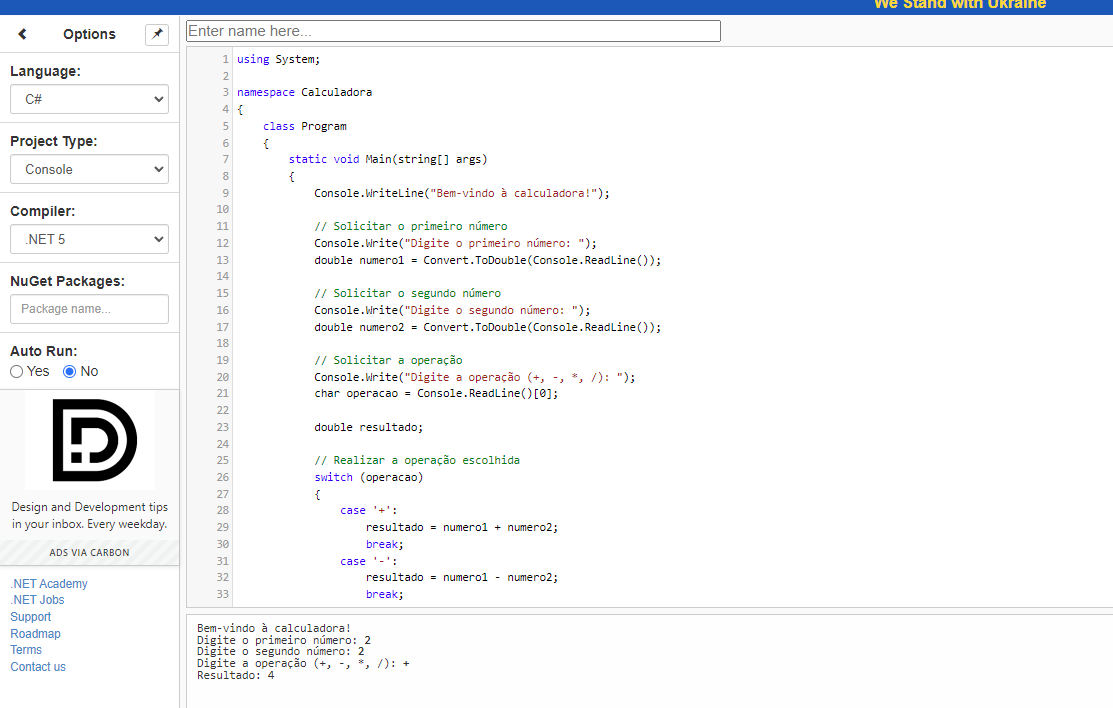 We Stand with Ukraine
Options
Language:
C#
Project Type:
Console
Compiler:
.NET 5
NuGet Packages:
Package name...
Auto Run:
Yes No
Design and Development tips
in your inbox. Every weekday.
ADS VIA CARBON
.NET Academy
.NET Jobs
Support
Roadmap
Terms
Contact us
Enter name here...
1 using System;
2
3 namespace Calculadora
4 {
5     class Program
6     {
7         static void Main(string[] args)
8         {
9             Console.WriteLine("Bem-vindo à calculadora!");
10
11             // Solicitar o primeiro número
12             Console.Write("Digite o primeiro número: ");
13             double numero1 = Convert.ToDouble(Console.ReadLine());
14
15             // Solicitar o segundo número
16             Console.Write("Digite o segundo número: ");
17             double numero2 = Convert.ToDouble(Console.ReadLine());
18
19             // Solicitar a operação
20             Console.Write("Digite a operação (+, -, *, /): ");
21             char operacao = Console.ReadLine()[0];
22
23             double resultado;
24
25             // Realizar a operação escolhida
26             switch (operacao)
27             {
28                 case '+':
29                     resultado = numero1 + numero2;
30                     break;
31                 case '-':
32                     resultado = numero1 - numero2;
33                     break;
Bem-vindo à calculadora!
Digite o primeiro número: 2
Digite o segundo número: 2
Digite a operação (+, -, *, /): +
Resultado: 4